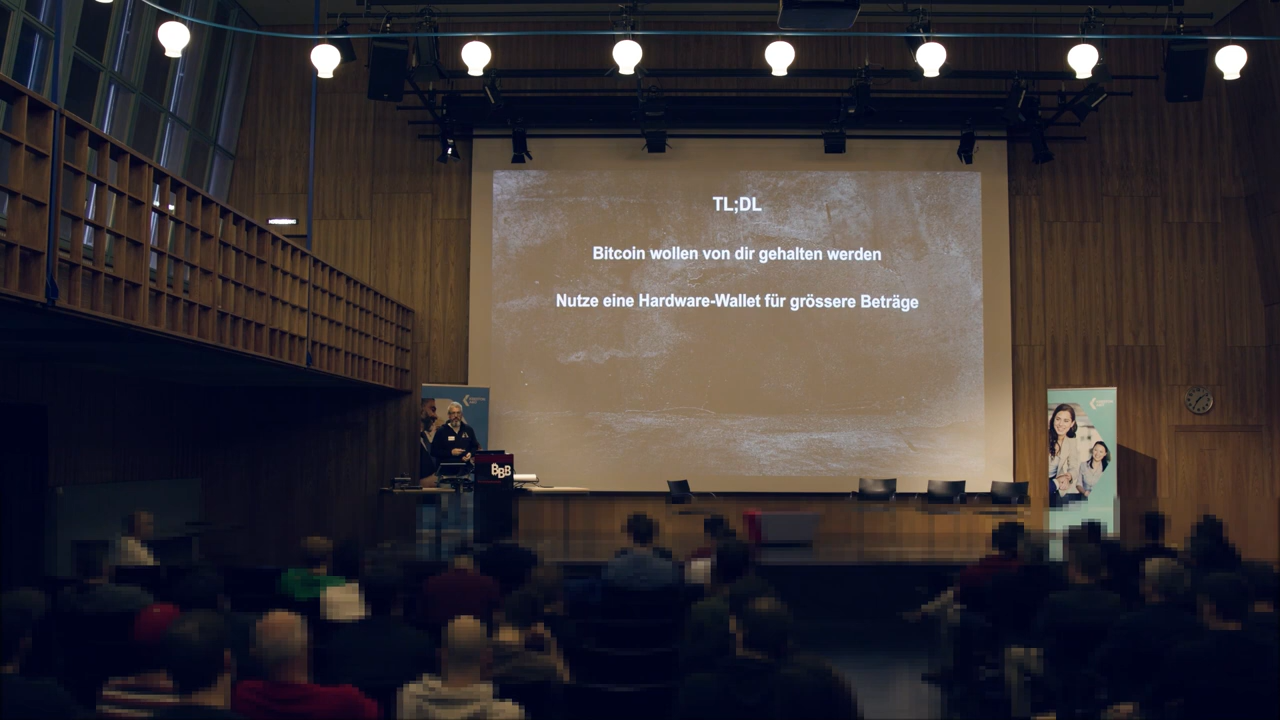 TL;DL
Bitcoin wollen von dir gehalten werden
Nutze eine Hardware-Wallet für grössere Beträge
BBB